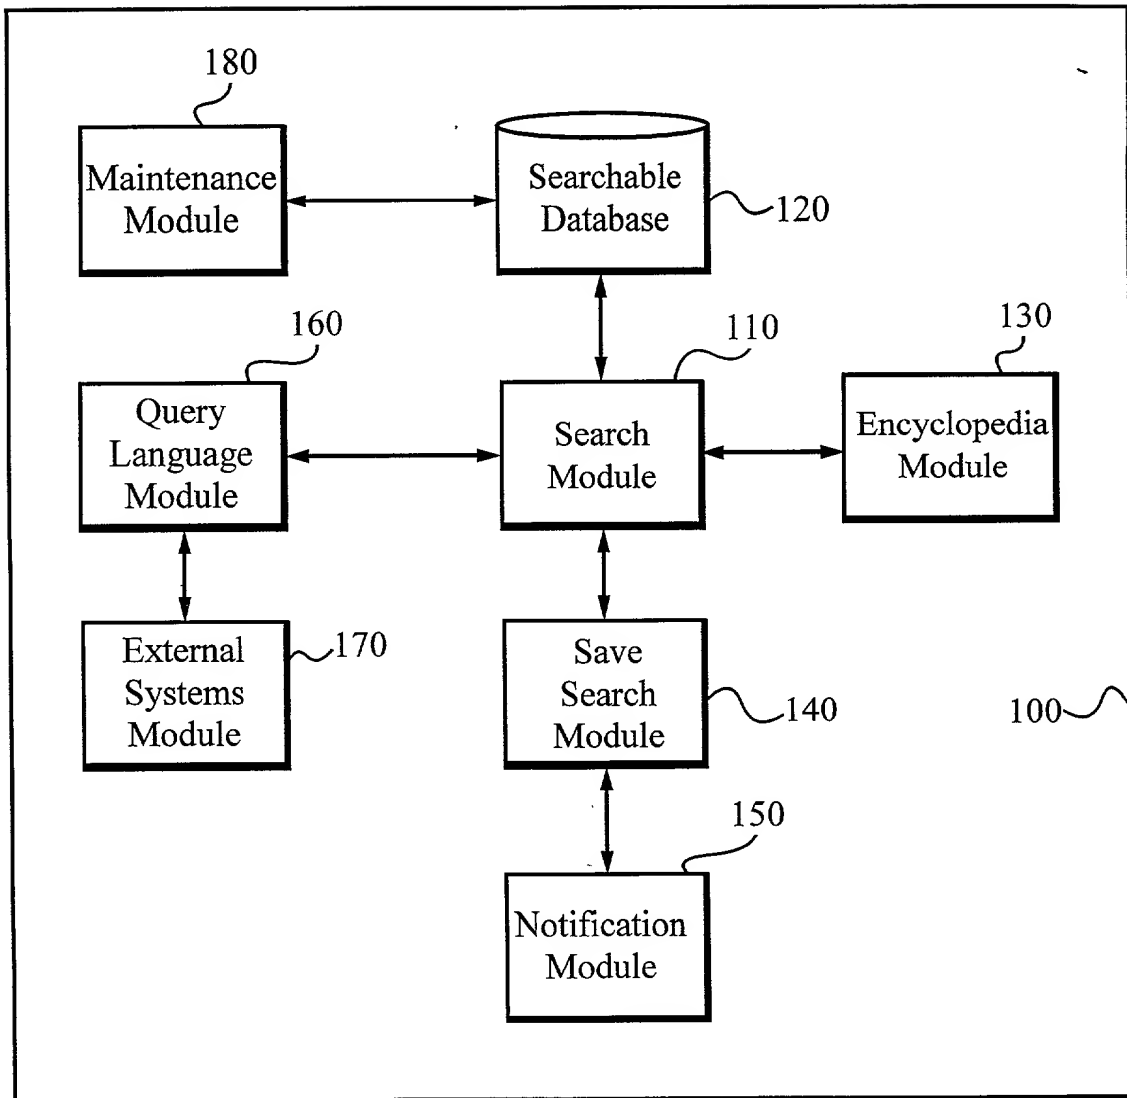 180
Maintenance
Module
Searchable
Database
120
160
110
130
Query
Language
Module
Search
Module
Encyclopedia
Module
External
Systems
Module
170
Save
Search
Module
140
100
150
Notification
Module